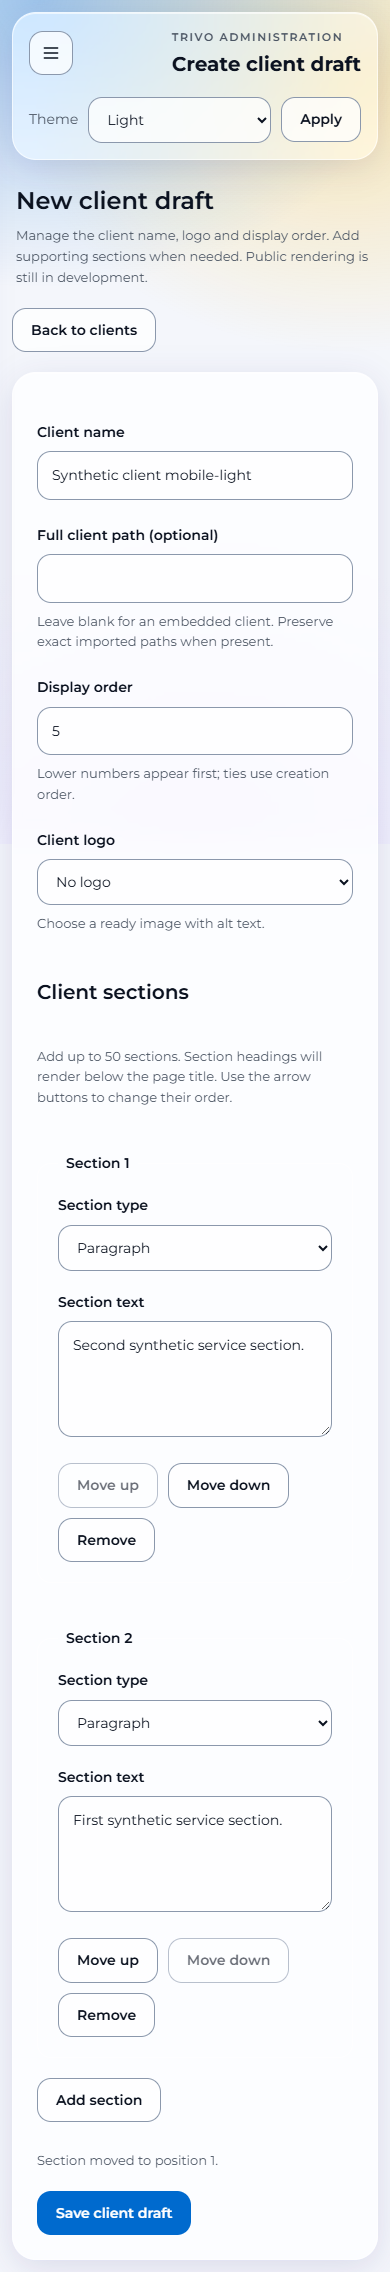 TRIVO ADMINISTRATION
Create client draft
Theme
Light
Apply
New client draft
Manage the client name, logo and display order. Add
supporting sections when needed. Public rendering is
still in development.
Back to clients
Client name
Synthetic client mobile-light
Full client path (optional)
Leave blank for an embedded client. Preserve
exact imported paths when present.
Display order
5
Lower numbers appear first; ties use creation
order.
Client logo
No logo
Choose a ready image with alt text.
Client sections
Add up to 50 sections. Section headings will
render below the page title. Use the arrow
buttons to change their order.
Section 1
Section type
Paragraph
Section text
Second synthetic service section.
Move up
Move down
Remove
Section 2
Section type
Paragraph
Section text
First synthetic service section.
Move up
Move down
Remove
Add section
Section moved to position 1.
Save client draft